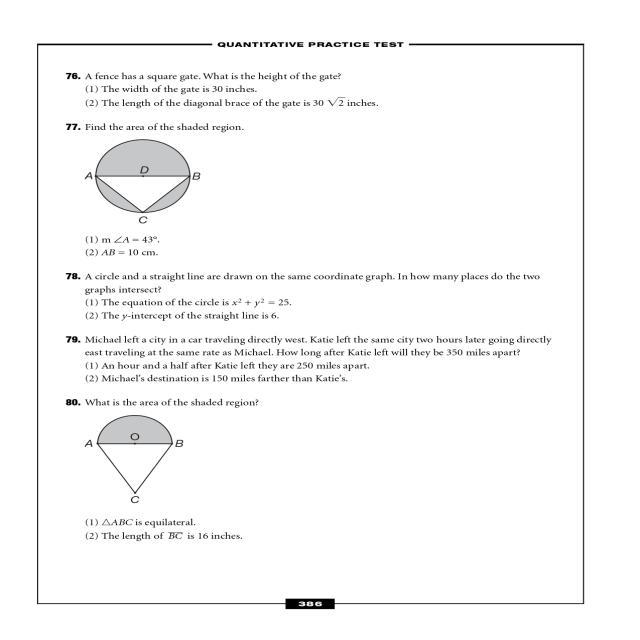 QUANTITATIVE PRACTICE TEST
76. A fence has a square gate. What is the height of the gate?
(1) The width of the gate is 30 inches.
(2) The length of the diagonal brace of the gate is 30 √2 inches.
77. Find the area of the shaded region.
D
A
B
C
(1) m ∠A = 43º.
(2) AB = 10 cm.
78. A circle and a straight line are drawn on the same coordinate graph. In how many places do the two
graphs intersect?
(1) The equation of the circle is x² + y² = 25.
(2) The y-intercept of the straight line is 6.
79. Michael left a city in a car traveling directly west. Katie left the same city two hours later going directly
east traveling at the same rate as Michael. How long after Katie left will they be 350 miles apart?
(1) An hour and a half after Katie left they are 250 miles apart.
(2) Michael's destination is 150 miles farther than Katie's.
80. What is the area of the shaded region?
O
A
B
C
(1) △ABC is equilateral.
(2) The length of B̅C̅ is 16 inches.
386